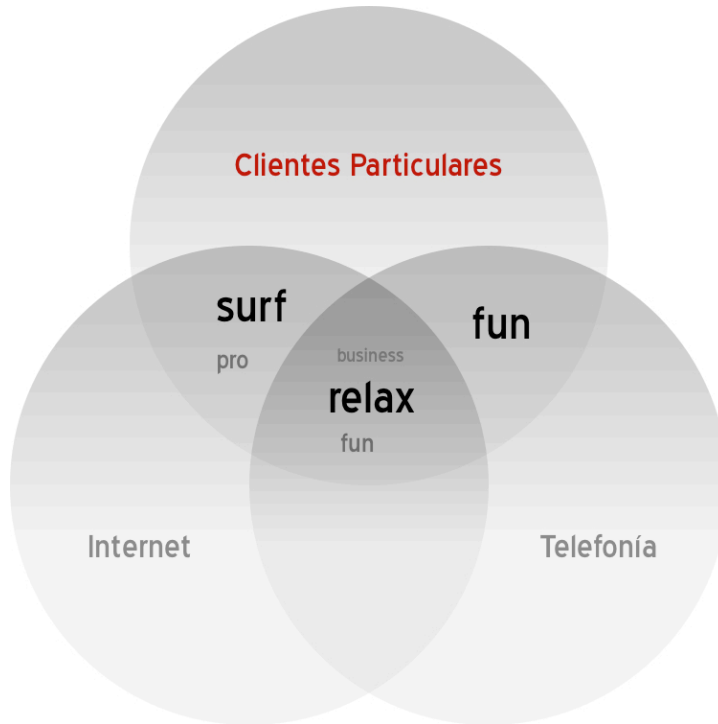 Clientes Particulares
surf
fun
pro
business
relax
fun
Internet
Telefonía